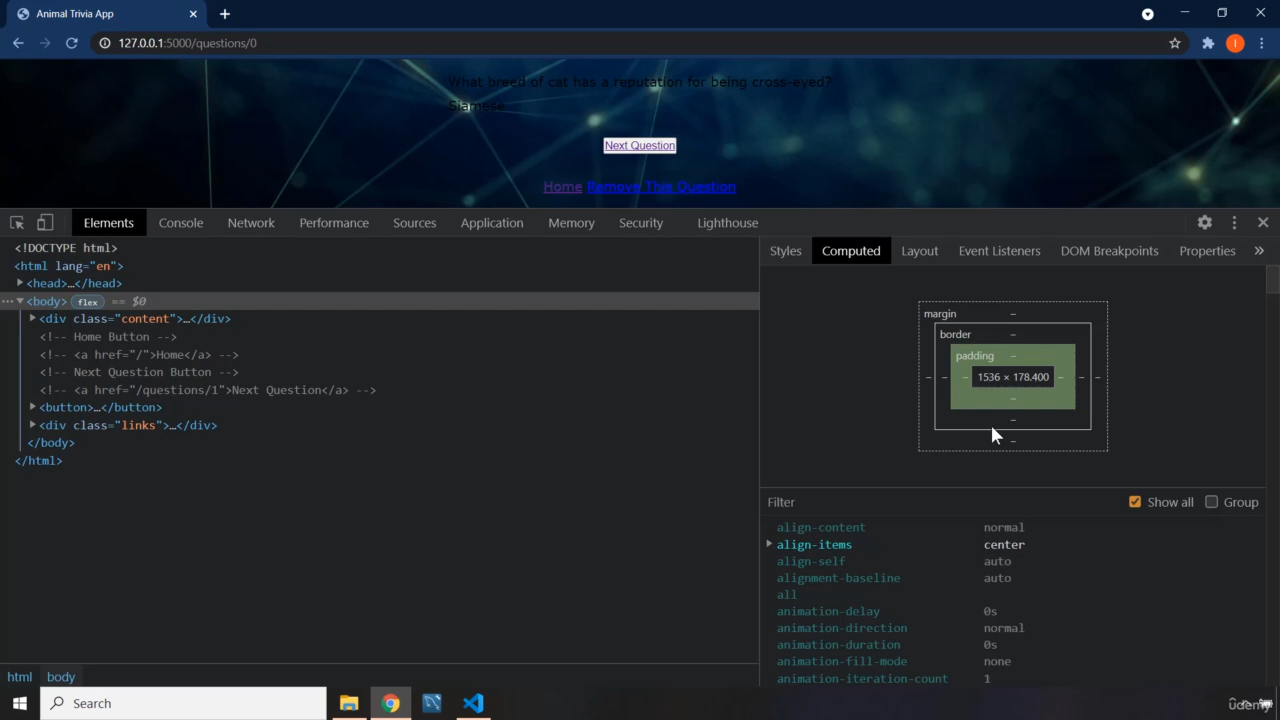 Animal Trivia App
127.0.0.1:5000/questions/0
What breed of cat has a reputation for being cross-eyed?
Siamese
Next Question
Home Remove This Question
Elements Console Network Performance Sources Application Memory Security Lighthouse
<!DOCTYPE html>
<html lang="en">
<head>…</head>
<body> flex == $0
<div class="content">…</div>
<!-- Home Button -->
<!-- <a href="/">Home</a> -->
<!-- Next Question Button -->
<!-- <a href="/questions/1">Next Question</a> -->
<button>…</button>
<div class="links">…</div>
</body>
</html>
html body
Styles Computed Layout Event Listeners DOM Breakpoints Properties »
margin –
border –
padding –
– – – 1536 × 178.400 – – –
–
–
–
Filter Show all Group
align-content normal
align-items center
align-self auto
alignment-baseline auto
all
animation-delay 0s
animation-direction normal
animation-duration 0s
animation-fill-mode none
animation-iteration-count 1
Search
udemy